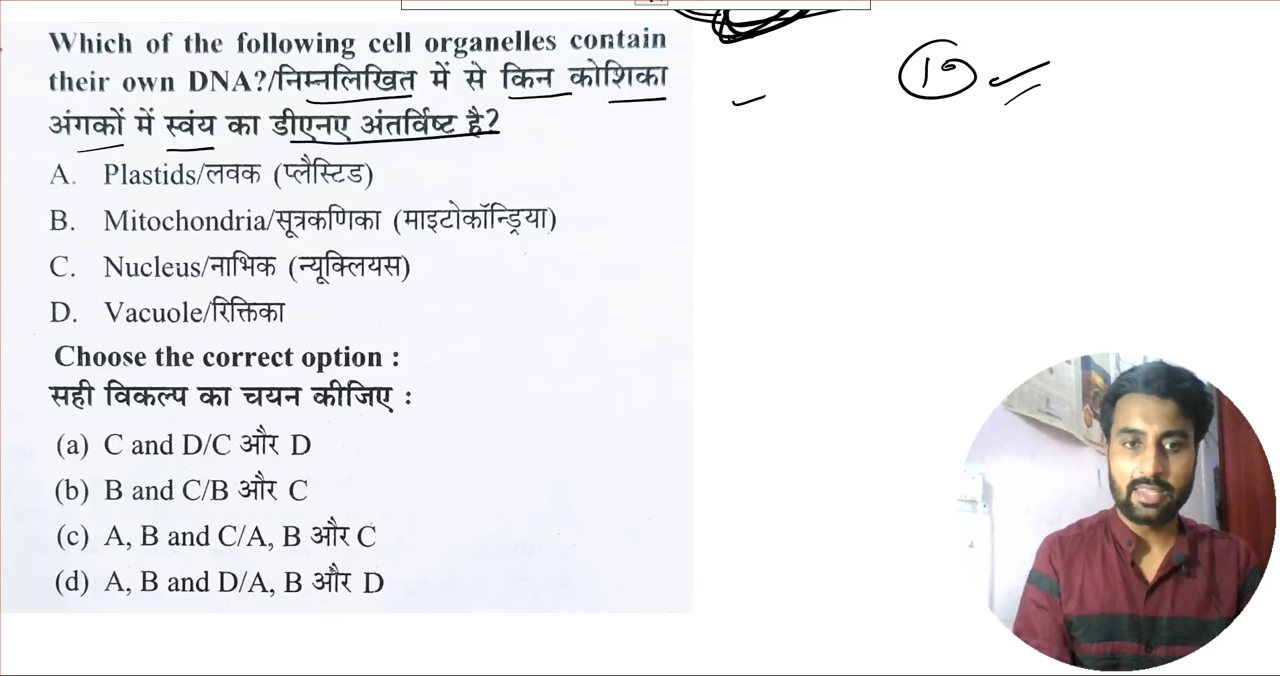 Which of the following cell organelles contain
their own DNA?/निम्नलिखित में से किन कोशिका
अंगकों में स्वंय का डीएनए अंतर्विष्ट है?
A. Plastids/लवक (प्लैस्टिड)
B. Mitochondria/सूत्रकणिका (माइटोकॉन्ड्रिया)
C. Nucleus/नाभिक (न्यूक्लियस)
D. Vacuole/रिक्तिका
Choose the correct option :
सही विकल्प का चयन कीजिए :
(a) C and D/C और D
(b) B and C/B और C
(c) A, B and C/A, B और C
(d) A, B and D/A, B और D